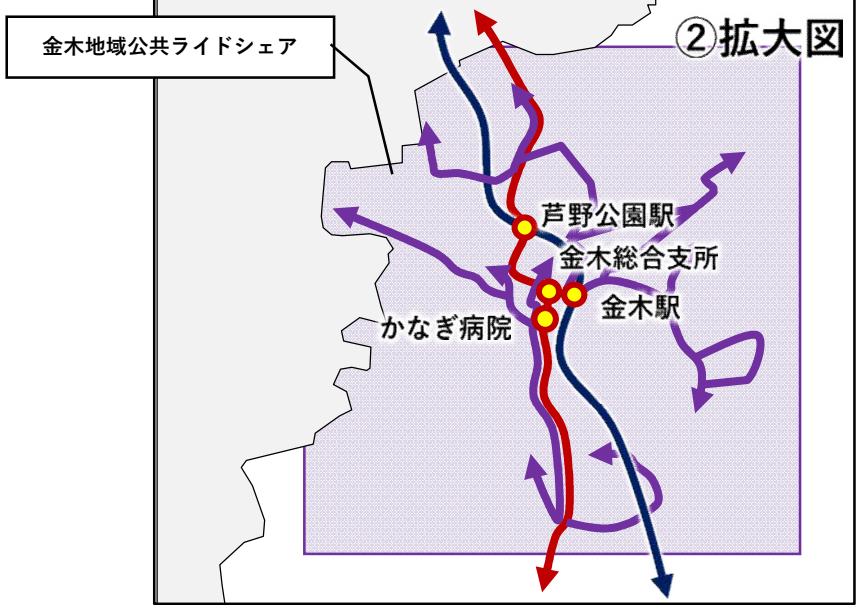 ②拡大図
金木地域公共ライドシェア
芦野公園駅
金木総合支所
金木駅
かなぎ病院